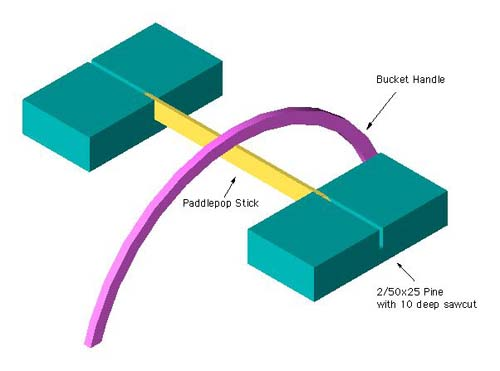 Bucket Handle
Paddlepop Stick
2/50x25 Pine
with 10 deep sawcut